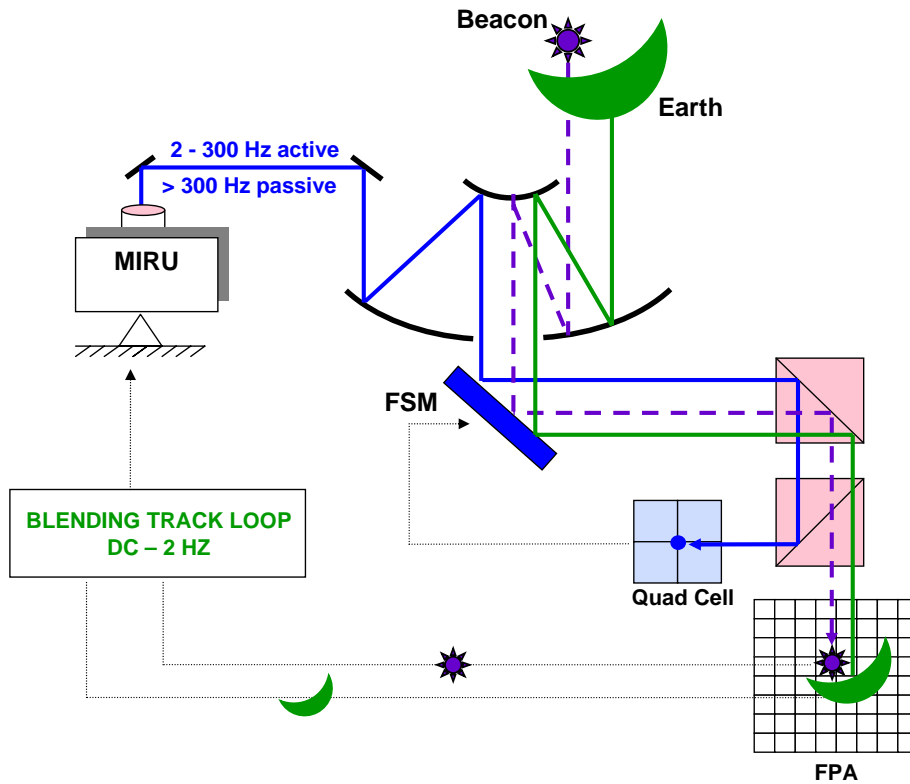 Beacon
Earth
2 - 300 Hz active
> 300 Hz passive
MIRU
FSM
BLENDING TRACK LOOP
DC – 2 HZ
Quad Cell
FPA